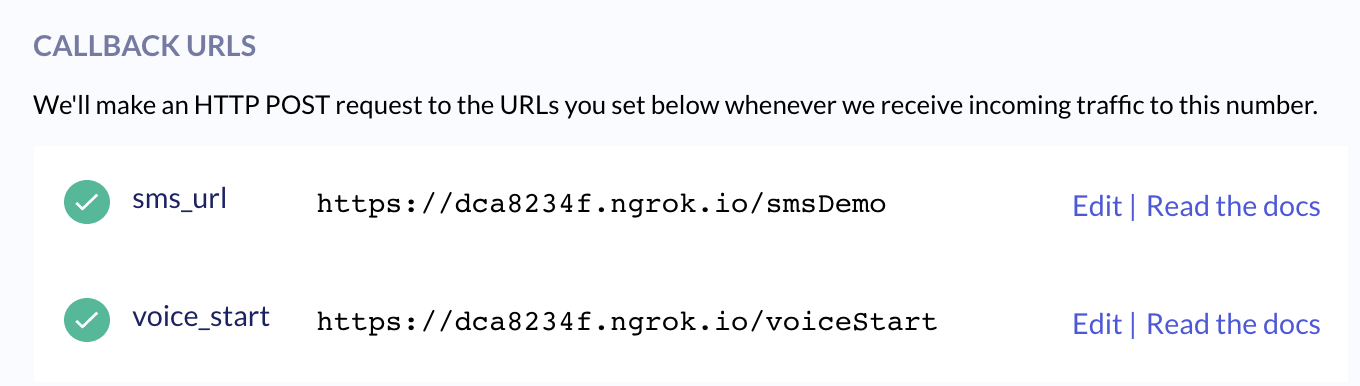 CALLBACK URLS
We'll make an HTTP POST request to the URLs you set below whenever we receive incoming traffic to this number.
sms_url https://dca8234f.ngrok.io/smsDemo Edit | Read the docs
voice_start https://dca8234f.ngrok.io/voiceStart Edit | Read the docs